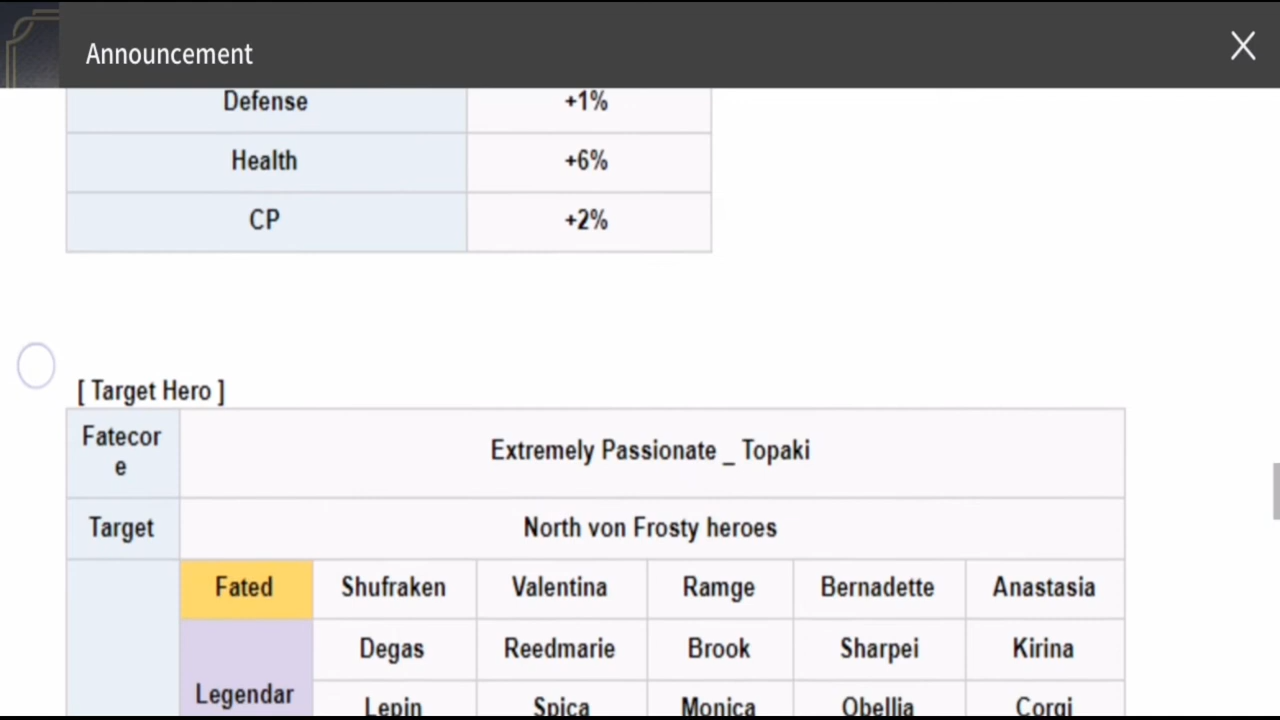 Announcement
Defense +1%
Health +6%
CP +2%
[ Target Hero ]
Fatecor
e
Extremely Passionate _ Topaki
Target North von Frosty heroes
Fated Shufraken Valentina Ramge Bernadette Anastasia
Degas Reedmarie Brook Sharpei Kirina
Legendar
Lepin Spica Monica Obellia Corgi